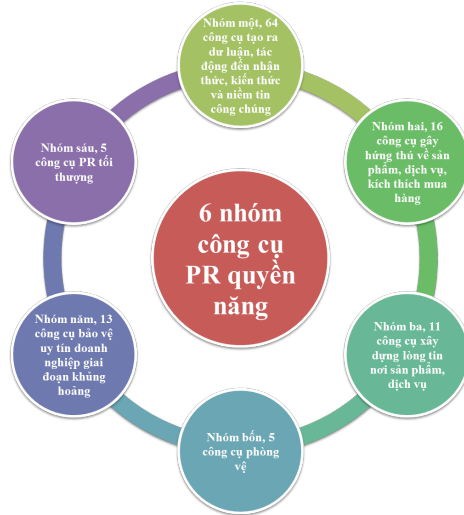 Nhóm một, 64
công cụ tạo ra
dư luận, tác
động đến nhận
thức, kiến thức
và niềm tin
công chúng
Nhóm hai, 16
công cụ gây
hứng thú về sản
phẩm, dịch vụ,
kích thích mua
hàng
Nhóm ba, 11
công cụ xây
dựng lòng tin
nơi sản phẩm,
dịch vụ
Nhóm bốn, 5
công cụ phòng
vệ
Nhóm năm, 13
công cụ bảo vệ
uy tín doanh
nghiệp giai
đoạn khủng
hoảng
Nhóm sáu, 5
công cụ PR tối
thượng
6 nhóm
công cụ
PR quyền
năng